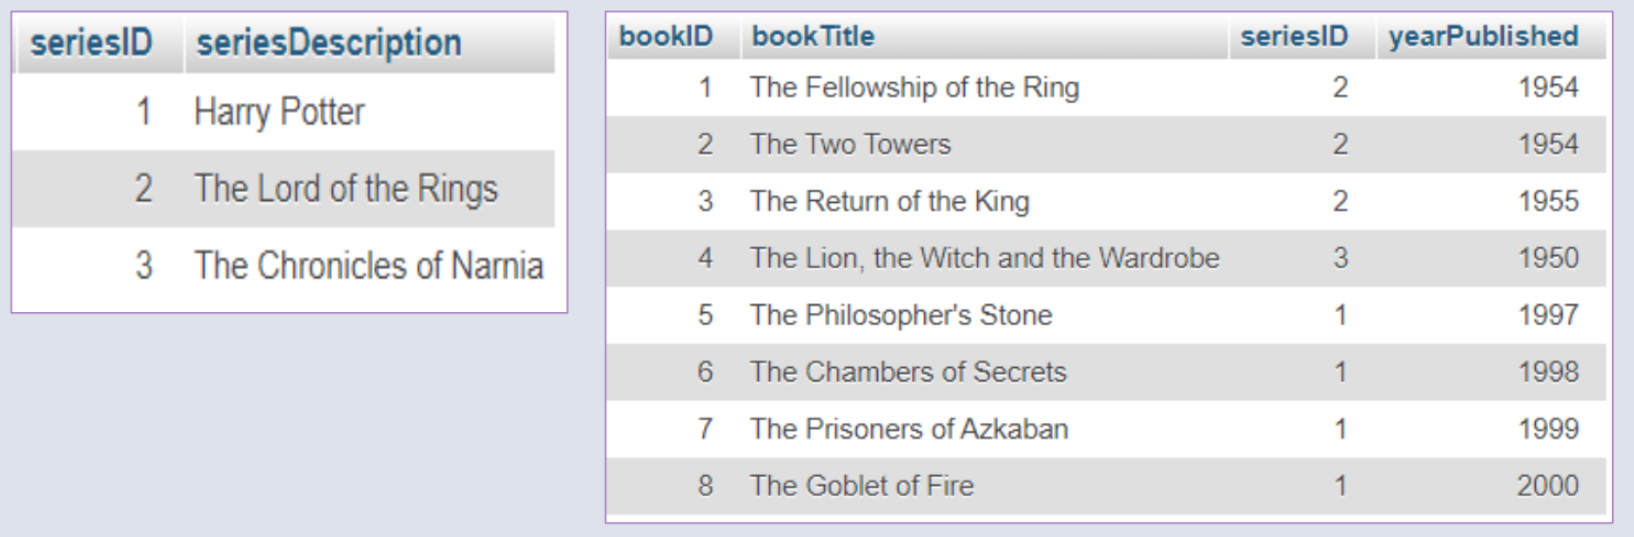 seriesID seriesDescription
1 Harry Potter
2 The Lord of the Rings
3 The Chronicles of Narnia
bookID bookTitle seriesID yearPublished
1 The Fellowship of the Ring 2 1954
2 The Two Towers 2 1954
3 The Return of the King 2 1955
4 The Lion, the Witch and the Wardrobe 3 1950
5 The Philosopher's Stone 1 1997
6 The Chambers of Secrets 1 1998
7 The Prisoners of Azkaban 1 1999
8 The Goblet of Fire 1 2000